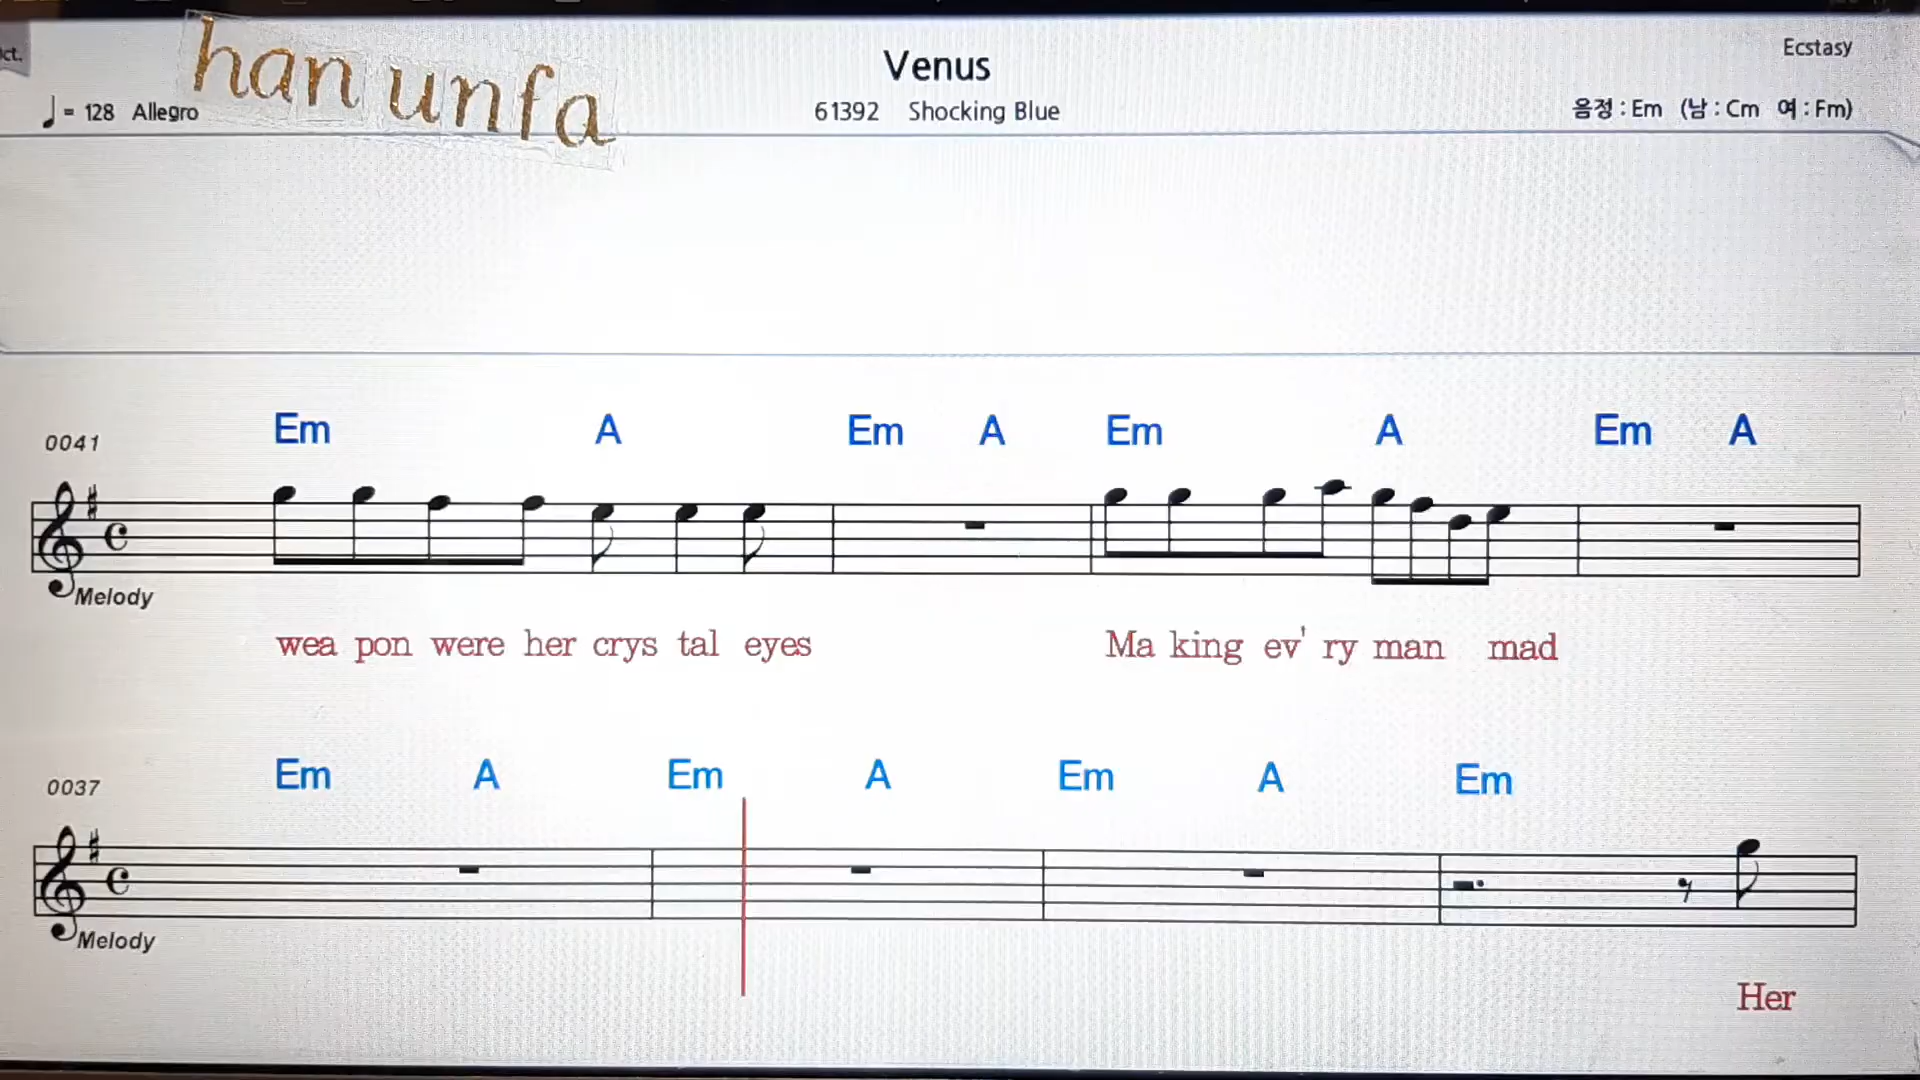 ct.
han unfa
Venus
Ecstasy
= 128 Allegro
61392 Shocking Blue
음정 : Em (남 : Cm 여 : Fm)
0041
Em A Em A Em A Em A
Melody
wea pon were her crys tal eyes Ma king ev' ry man mad
0037
Em A Em A Em A Em
Melody
Her